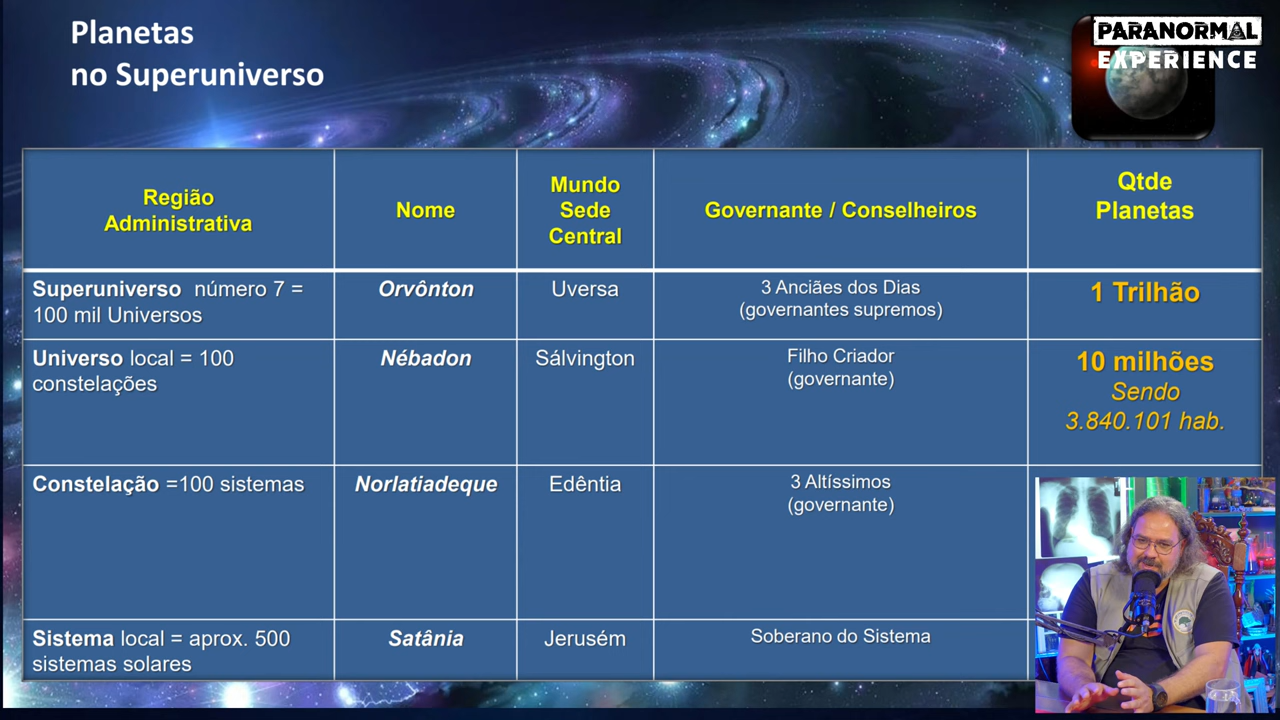 Planetas
no Superuniverso
PARANORMAL
EXPERIENCE
Região
Administrativa
Nome
Mundo
Sede
Central
Governante / Conselheiros
Qtde
Planetas
Superuniverso número 7 =
100 mil Universos
Orvônton
Uversa
3 Anciães dos Dias
(governantes supremos)
1 Trilhão
Universo local = 100
constelações
Nébadon
Sálvington
Filho Criador
(governante)
10 milhões
Sendo
3.840.101 hab.
Constelação =100 sistemas
Norlatiadeque
Edêntia
3 Altíssimos
(governante)
Sistema local = aprox. 500
sistemas solares
Satânia
Jerusém
Soberano do Sistema